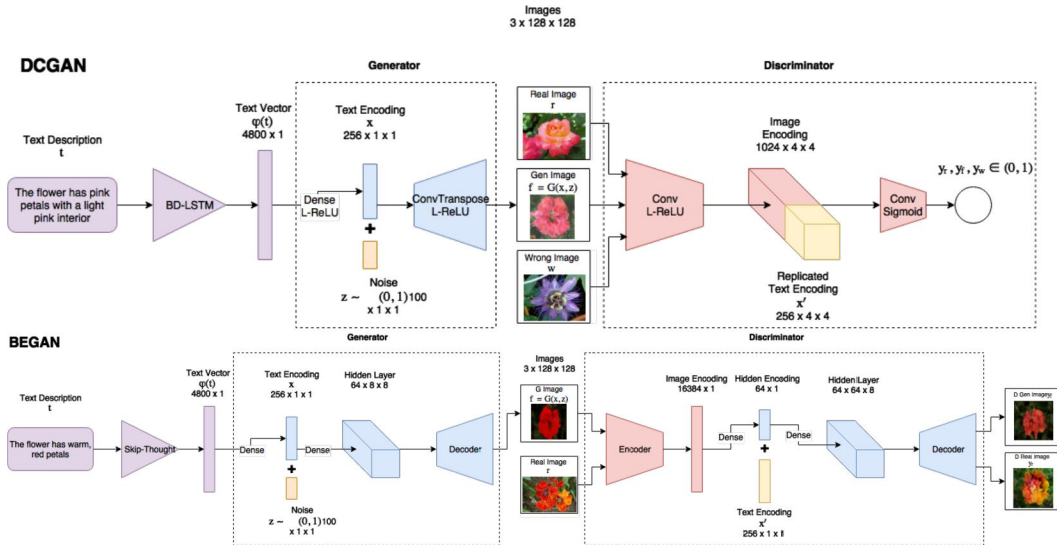 Images
3 x 128 x 128
DCGAN
Generator
Discriminator
Text Description
t
The flower has pink
petals with a light
pink interior
BD-LSTM
Text Vector
φ(t)
4800 x 1
Dense
L-ReLU
Text Encoding
x
256 x 1 x 1
+
Noise
z ~ (0, 1)100
x 1 x 1
ConvTranspose
L-ReLU
Real Image
r
Gen Image
f = G(x, z)
Wrong Image
w
Conv
L-ReLU
Image
Encoding
1024 x 4 x 4
Replicated
Text Encoding
x'
256 x 4 x 4
Conv
Sigmoid
yᵣ, y_f, y_w ∈ (0, 1)
BEGAN
Generator
Discriminator
Text Description
t
The flower has warm,
red petals
Skip-Thought
Text Vector
φ(t)
4800 x 1
Dense
Text Encoding
x
256 x 1 x 1
+
Noise
z ~ (0, 1)100
x 1 x 1
Dense
Hidden Layer
64 x 8 x 8
Decoder
Images
3 x 128 x 128
G Image
f = G(x, z)
Real Image
r
Encoder
Image Encoding
16384 x 1
Dense
Hidden Encoding
64 x 1
+
Text Encoding
x'
256 x 1 x
Dense
Hidden Layer
64 x 64 x 8
Decoder
D Gen Image
D Real Image